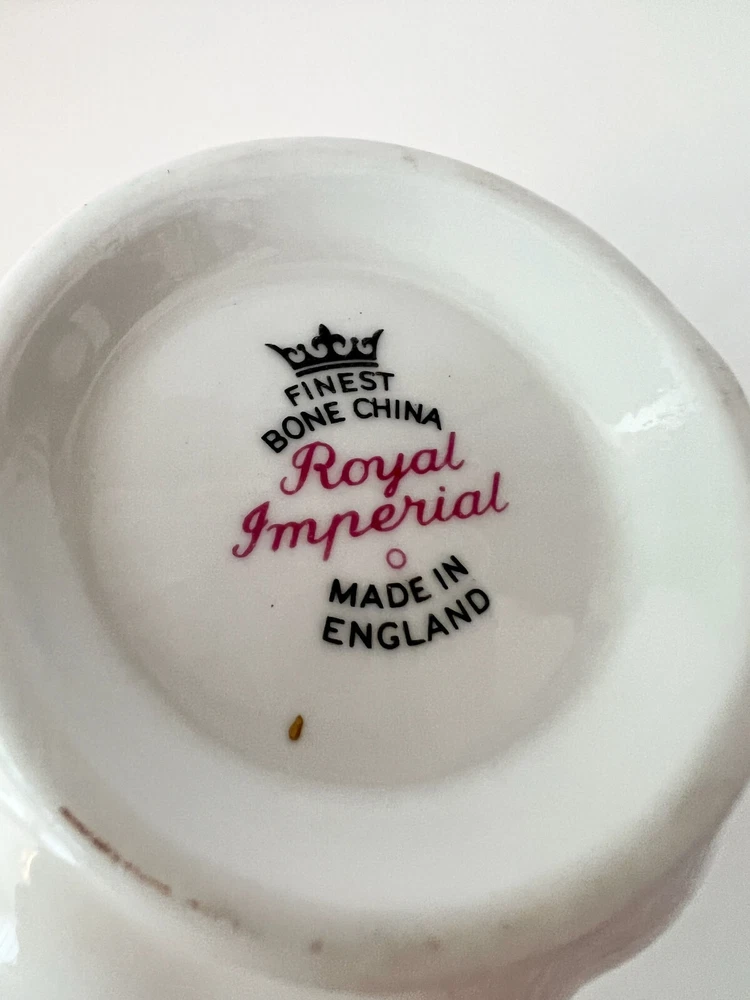 FINEST
BONE CHINA
Royal
Imperial
MADE IN
ENGLAND